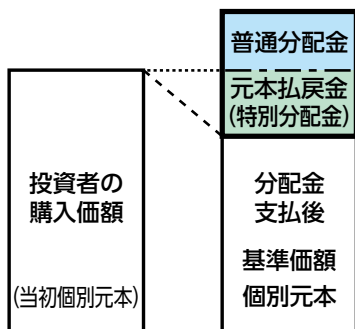 普通分配金
元本払戻金
(特別分配金)
投資者の
購入価額
(当初個別元本)
分配金
支払後
基準価額
個別元本